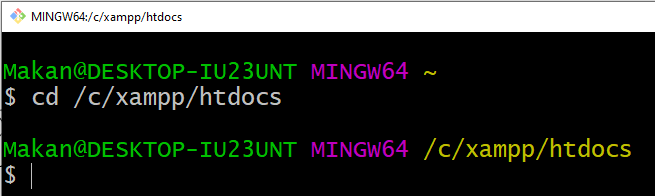 MINGW64:/c/xampp/htdocs
Makan@DESKTOP-IU23UNT MINGW64 ~
$ cd /c/xampp/htdocs
Makan@DESKTOP-IU23UNT MINGW64 /c/xampp/htdocs
$